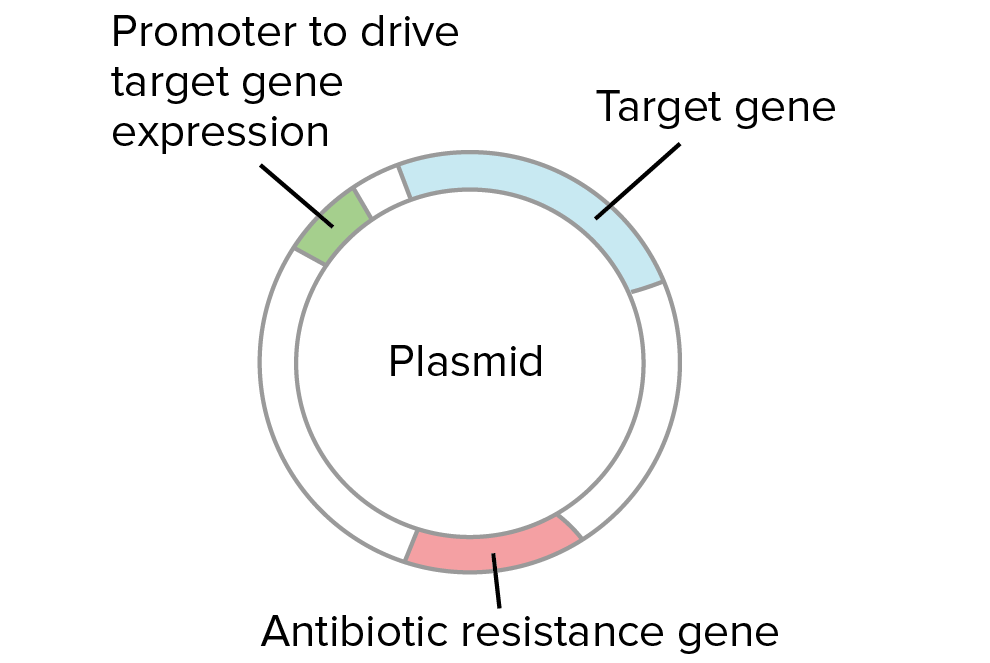 Promoter to drive
target gene
expression
Target gene
Plasmid
Antibiotic resistance gene